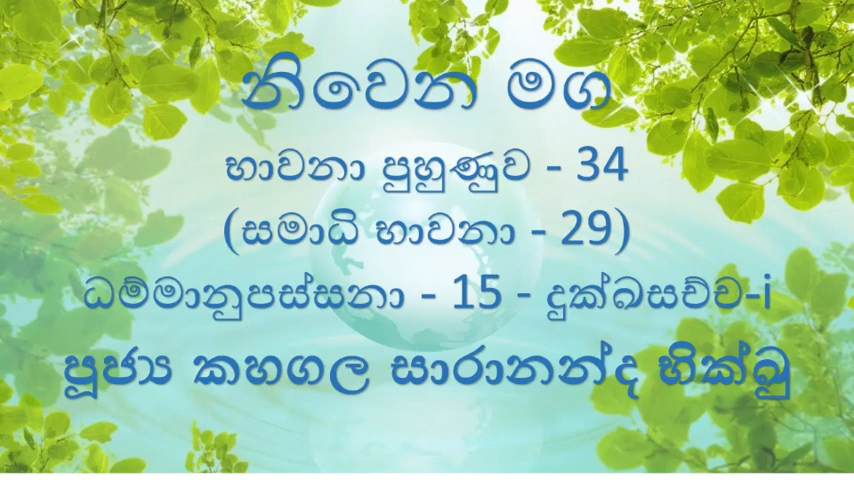 නිවෙන මග
භාවනා පුහුණුව - 34
(සමාධි භාවනා - 29)
ධම්මානුපස්සනා - 15 - දුක්ඛසච්ච-i
පූජ්‍ය කහගල සාරානන්ද භික්ඛු